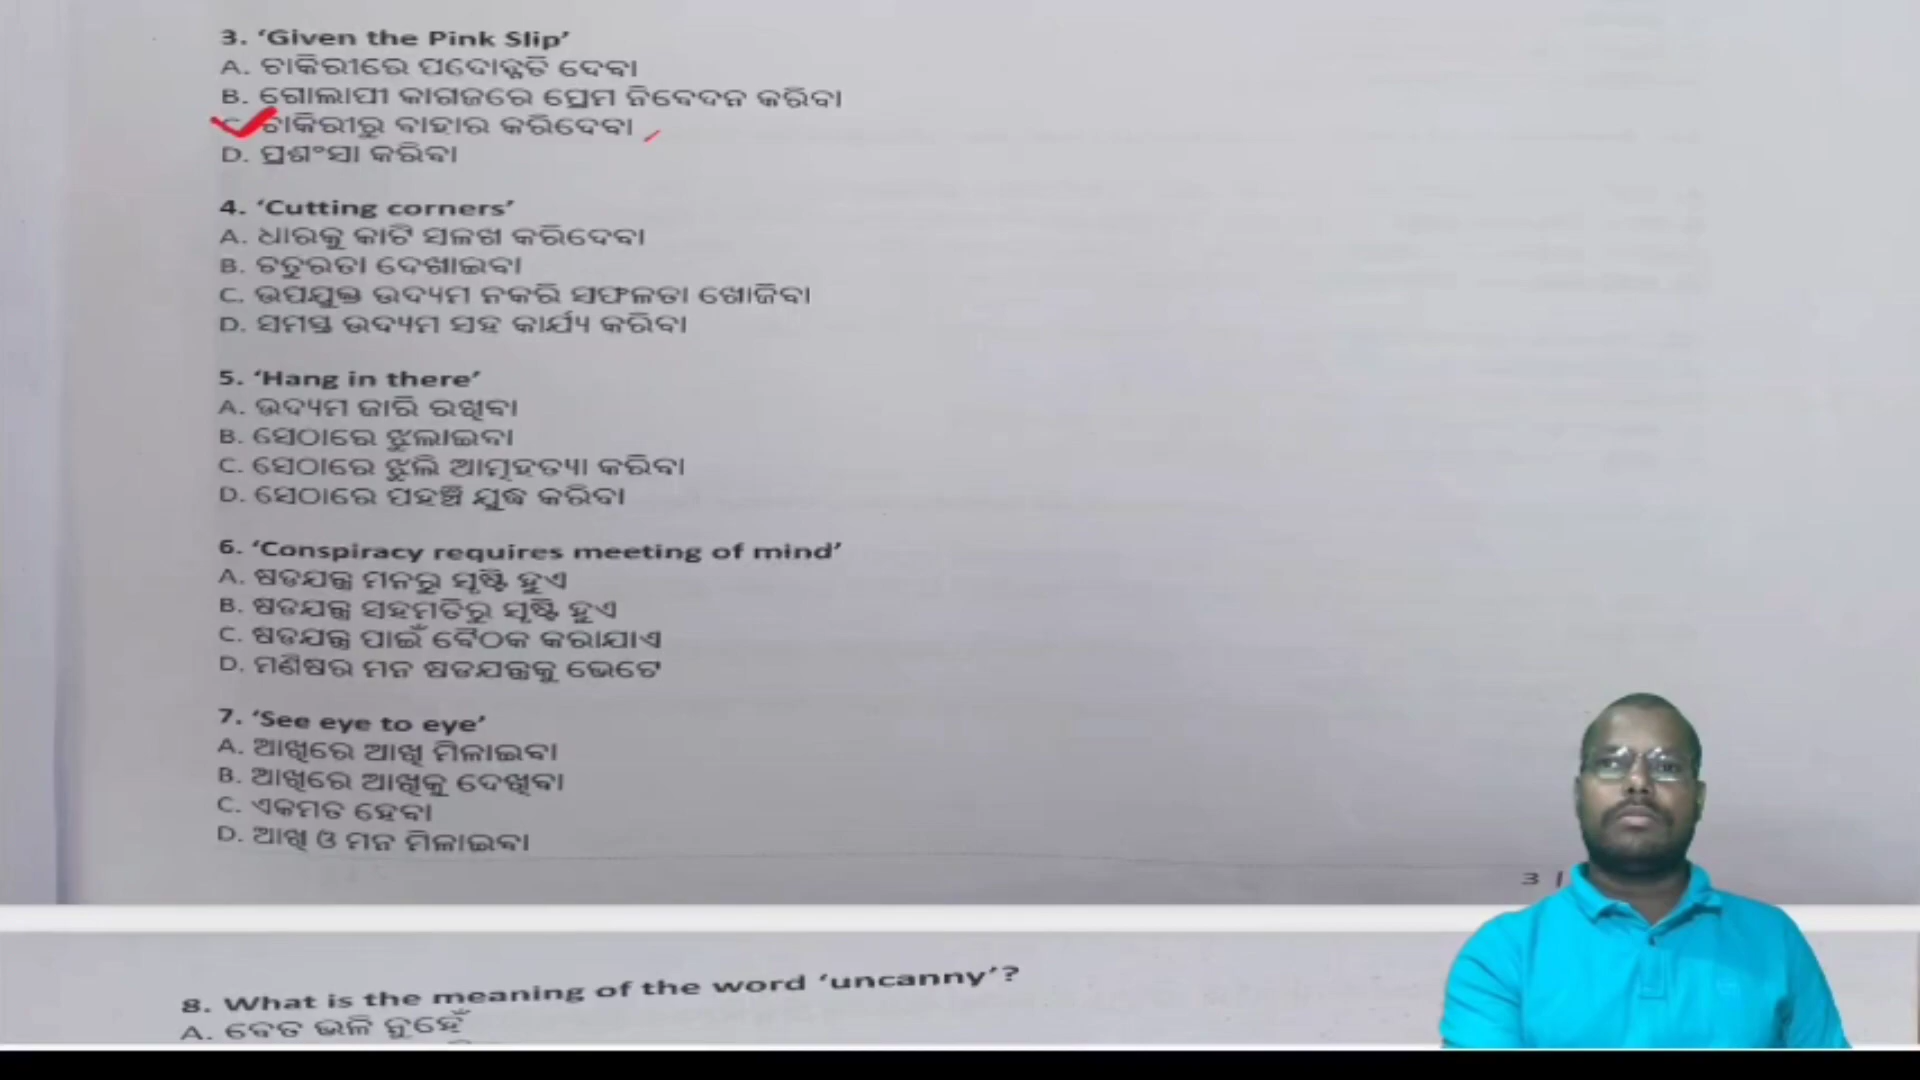 3. ‘Given the Pink Slip’
A. ଚାକିରୀରେ ପଦୋନ୍ନତି ଦେବା
B. ଗୋଲାପୀ କାଗଜରେ ପ୍ରେମ ନିବେଦନ କରିବା
C. ଚାକିରୀରୁ ବାହାର କରିଦେବା
D. ପ୍ରଶଂସା କରିବା
4. ‘Cutting corners’
A. ଧାରକୁ କାଟି ସଳଖ କରିଦେବା
B. ଚତୁରତା ଦେଖାଇବା
C. ଉପଯୁକ୍ତ ଉଦ୍ୟମ ନକରି ସଫଳତା ଖୋଜିବା
D. ସମସ୍ତ ଉଦ୍ୟମ ସହ କାର୍ଯ୍ୟ କରିବା
5. ‘Hang in there’
A. ଉଦ୍ୟମ ଜାରି ରଖିବା
B. ସେଠାରେ ଝୁଲାଇବା
C. ସେଠାରେ ଝୁଲି ଆତ୍ମହତ୍ୟା କରିବା
D. ସେଠାରେ ପହଞ୍ଚି ଯୁଦ୍ଧ କରିବା
6. ‘Conspiracy requires meeting of mind’
A. ଷଡଯନ୍ତ୍ର ମନରୁ ସୃଷ୍ଟି ହୁଏ
B. ଷଡଯନ୍ତ୍ର ସହମତିରୁ ସୃଷ୍ଟି ହୁଏ
C. ଷଡଯନ୍ତ୍ର ପାଇଁ ବୈଠକ କରାଯାଏ
D. ମଣିଷର ମନ ଷଡଯନ୍ତ୍ରକୁ ଭେଟେ
7. ‘See eye to eye’
A. ଆଖିରେ ଆଖି ମିଳାଇବା
B. ଆଖିରେ ଆଖିକୁ ଦେଖିବା
C. ଏକମତ ହେବା
D. ଆଖି ଓ ମନ ମିଳାଇବା
3 |
8. What is the meaning of the word ‘uncanny’?
A. ବେତ ଭଳି ନୁହେଁ